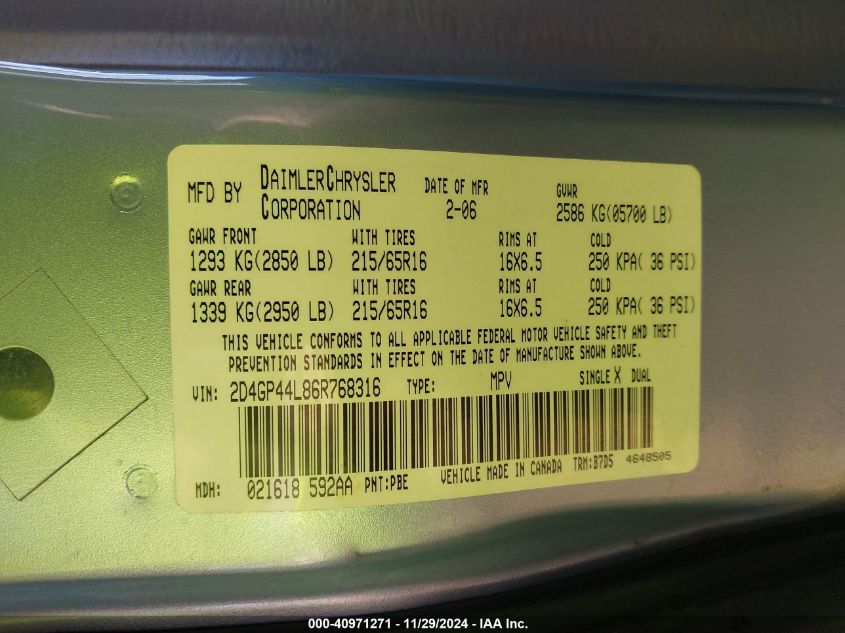 MFD BY DAIMLERCHRYSLER CORPORATION DATE OF MFR 2-06 GVWR 2586 KG(05700 LB)
GAWR FRONT WITH TIRES RIMS AT COLD
1293 KG(2850 LB) 215/65R16 16X6.5 250 KPA( 36 PSI)
GAWR REAR WITH TIRES RIMS AT COLD
1339 KG(2950 LB) 215/65R16 16X6.5 250 KPA( 36 PSI)
THIS VEHICLE CONFORMS TO ALL APPLICABLE FEDERAL MOTOR VEHICLE SAFETY AND THEFT
PREVENTION STANDARDS IN EFFECT ON THE DATE OF MANUFACTURE SHOWN ABOVE.
VIN: 2D4GP44L86R768316 TYPE: MPV SINGLE X DUAL
MDH: 021618 592AA PNT:PBE VEHICLE MADE IN CANADA TRM:B7D5 4648505
000-40971271 - 11/29/2024 - IAA Inc.